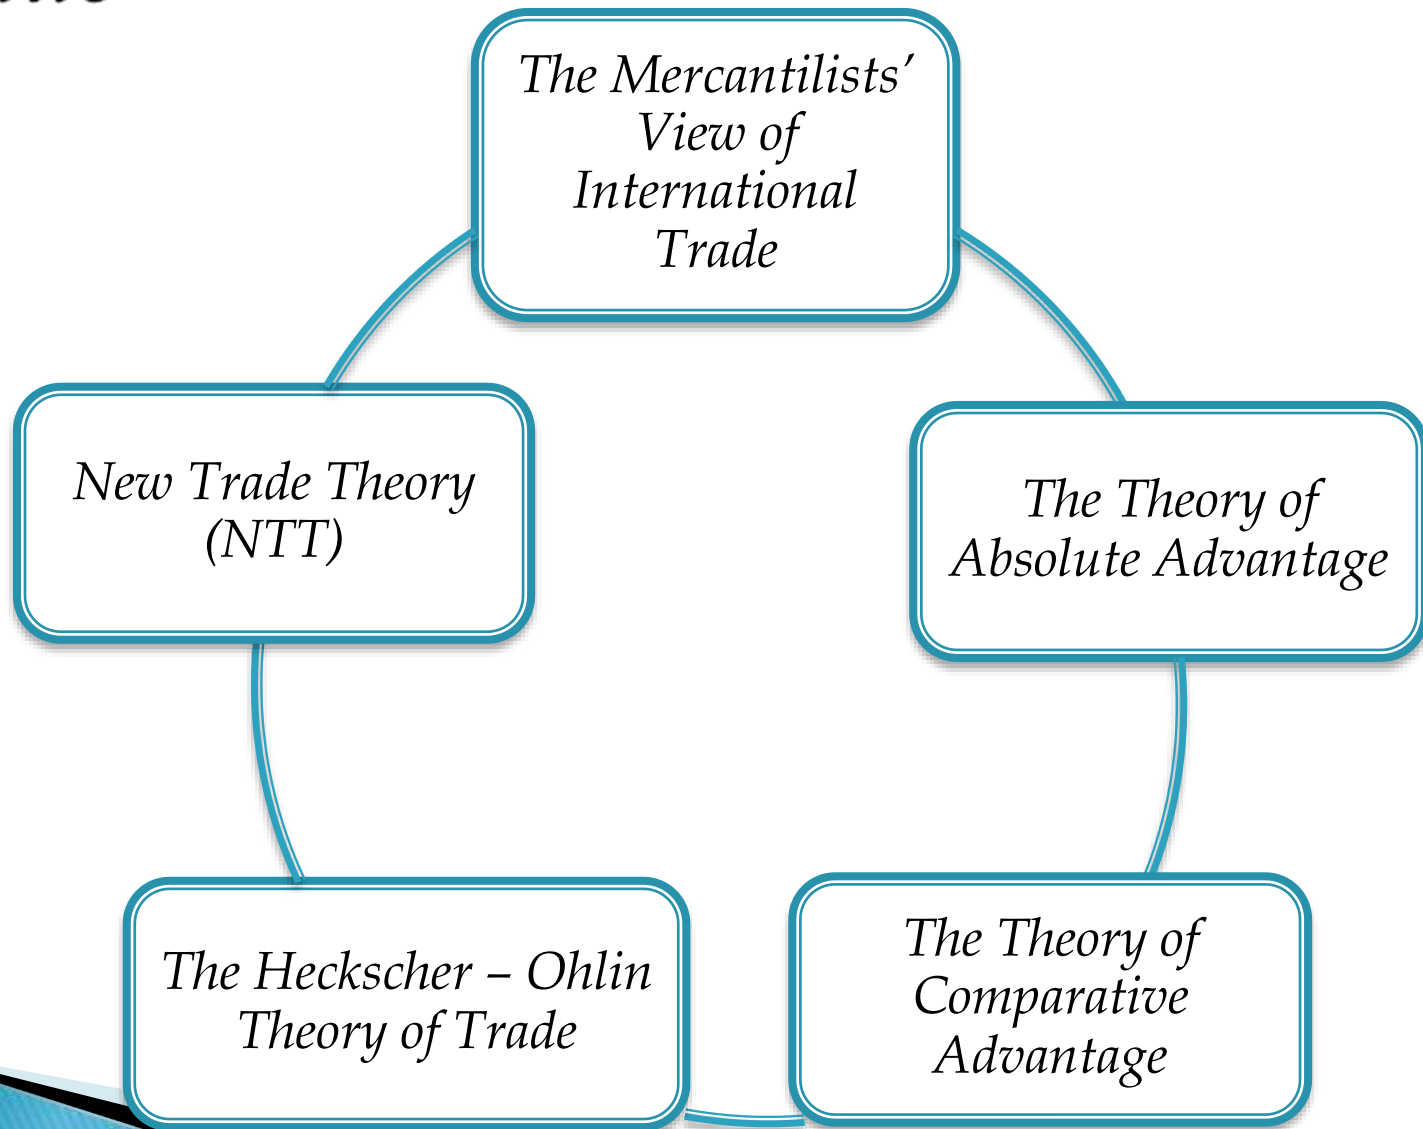 The Mercantilists’
View of
International
Trade
The Theory of
Absolute Advantage
The Theory of
Comparative
Advantage
The Heckscher – Ohlin
Theory of Trade
New Trade Theory
(NTT)